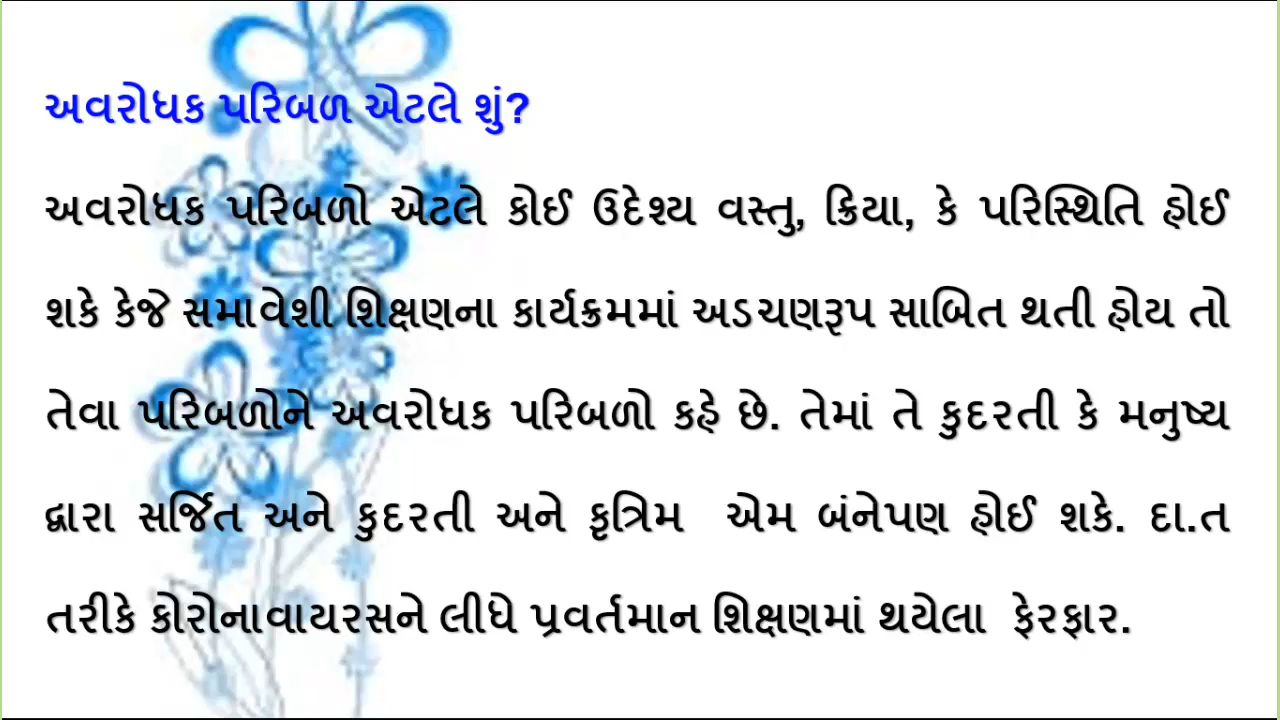 અવરોધક પરિબળ એટલે શું?
અવરોધક પરિબળો એટલે કોઈ ઉદેશ્ય વસ્તુ, ક્રિયા, કે પરિસ્થિતિ હોઈ
શકે કેજે સમાવેશી શિક્ષણના કાર્યક્રમમાં અડચણરૂપ સાબિત થતી હોય તો
તેવા પરિબળોને અવરોધક પરિબળો કહે છે. તેમાં તે કુદરતી કે મનુષ્ય
દ્વારા સર્જિત અને કુદરતી અને કૃત્રિમ એમ બંનેપણ હોઈ શકે. દા.ત
તરીકે કોરોનાવાયરસને લીધે પ્રવર્તમાન શિક્ષણમાં થયેલા ફેરફાર.